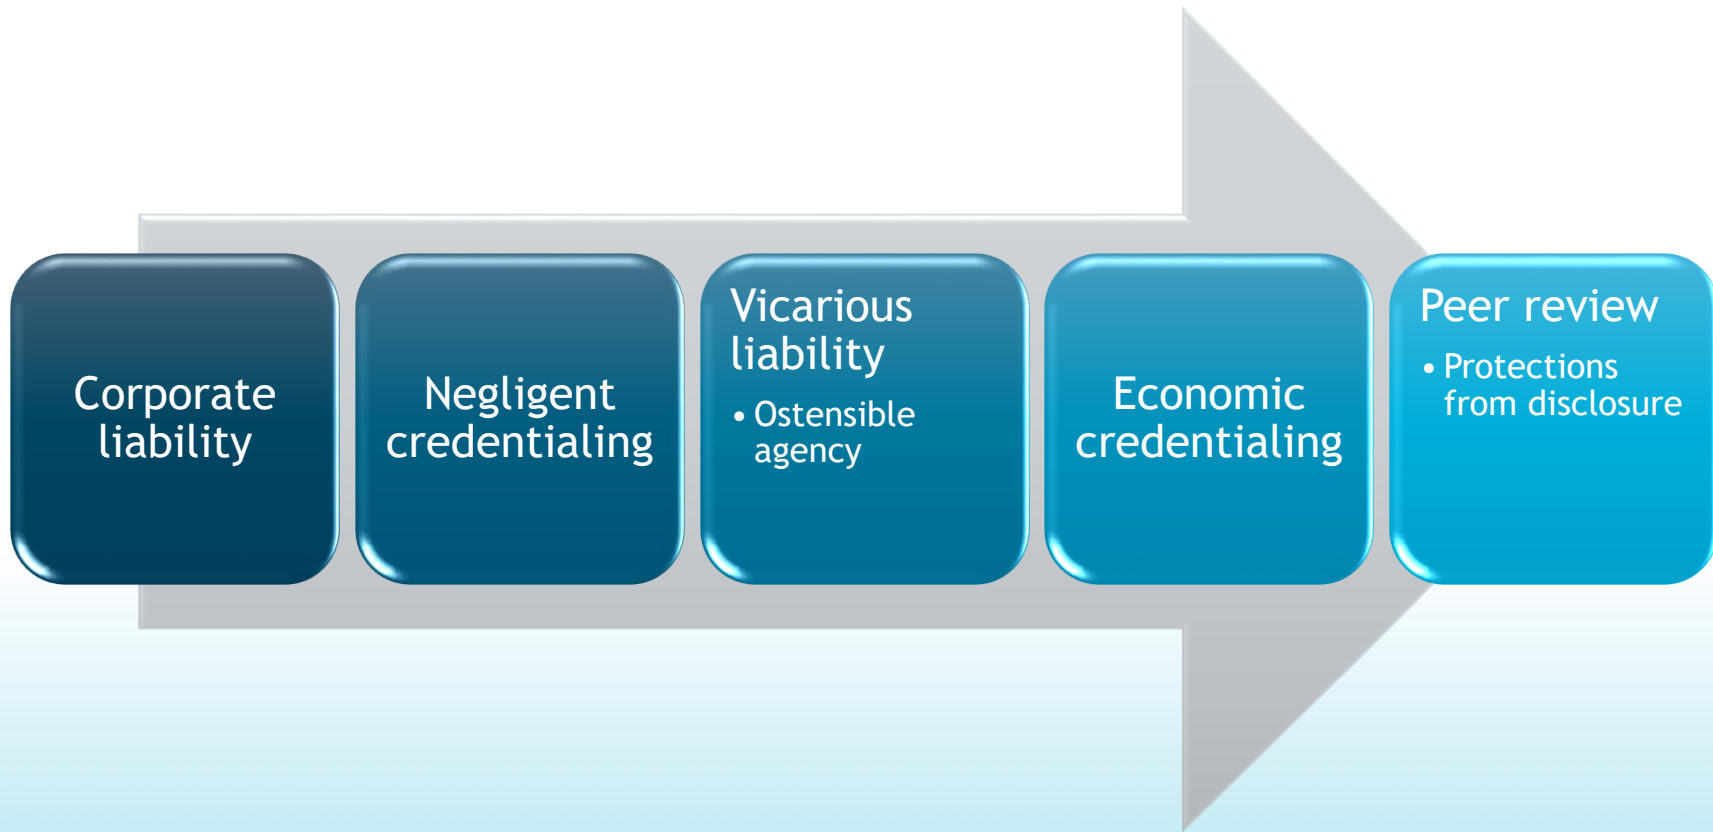 Corporate
liability
Negligent
credentialing
Vicarious
liability
• Ostensible
agency
Economic
credentialing
Peer review
• Protections
from disclosure